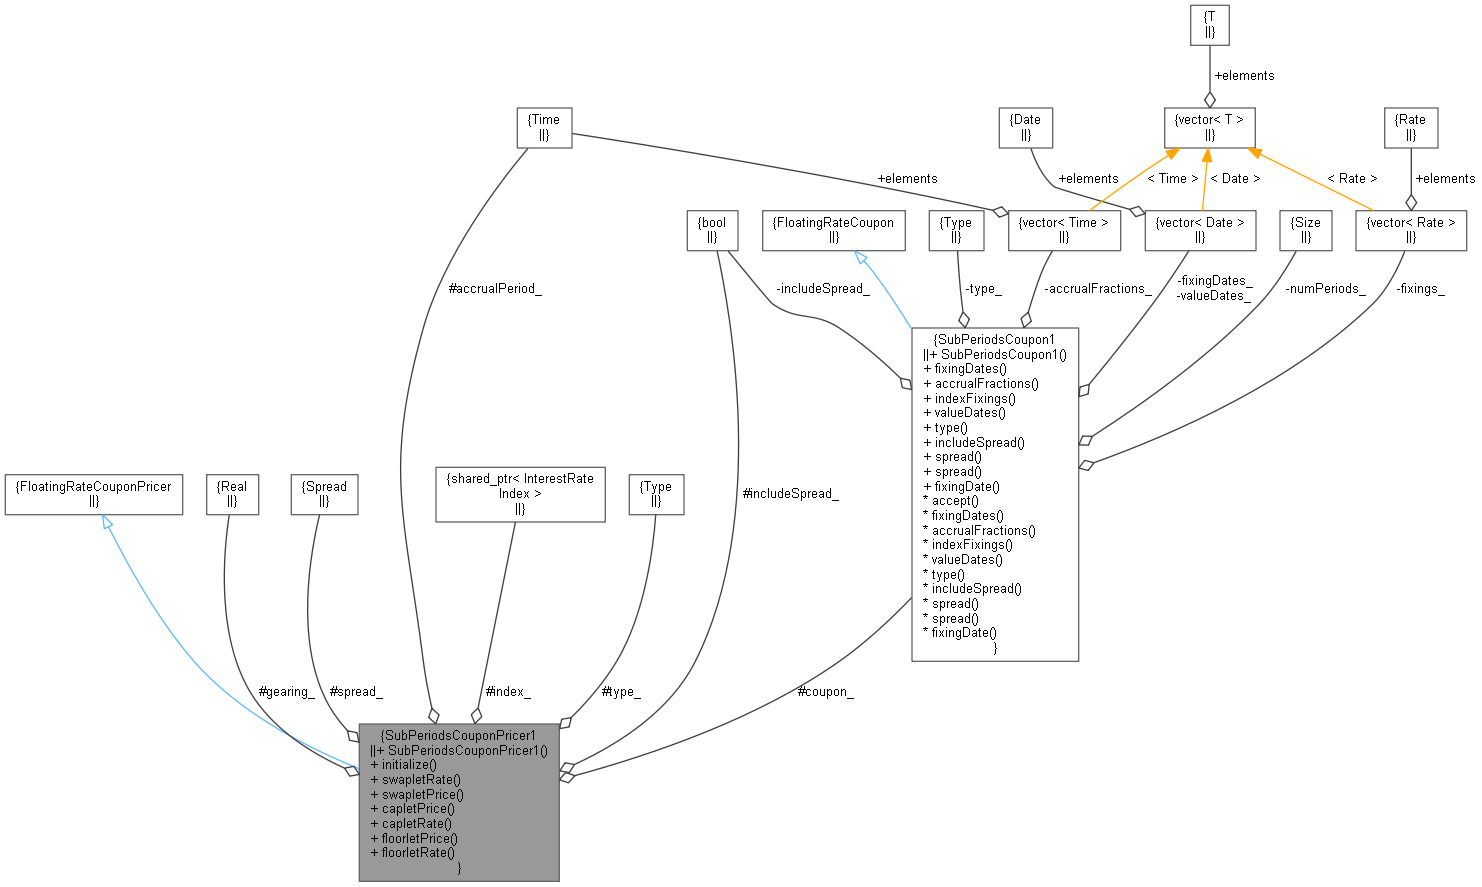 {T
||}
+elements
{Time
||}
{Date
||}
{vector< T >
||}
{Rate
||}
+elements
+elements
< Time >
< Date >
< Rate >
+elements
{bool
||}
{FloatingRateCoupon
||}
{Type
||}
{vector< Time >
||}
{vector< Date >
||}
{Size
||}
{vector< Rate >
||}
#accrualPeriod_
-includeSpread_
-type_
-accrualFractions_
-fixingDates_
-valueDates_
-numPeriods_
-fixings_
{SubPeriodsCoupon1
||+ SubPeriodsCoupon1()
+ fixingDates()
+ accrualFractions()
+ indexFixings()
+ valueDates()
+ type()
+ includeSpread()
+ spread()
+ spread()
+ fixingDate()
* accept()
* fixingDates()
* accrualFractions()
* indexFixings()
* valueDates()
* type()
* includeSpread()
* spread()
* spread()
* fixingDate()
}
{FloatingRateCouponPricer
||}
{Real
||}
{Spread
||}
{shared_ptr< InterestRate
Index >
||}
{Type
||}
#includeSpread_
#gearing_
#spread_
#index_
#type_
#coupon_
{SubPeriodsCouponPricer1
||+ SubPeriodsCouponPricer1()
+ initialize()
+ swapletRate()
+ swapletPrice()
+ capletPrice()
+ capletRate()
+ floorletPrice()
+ floorletRate()
}